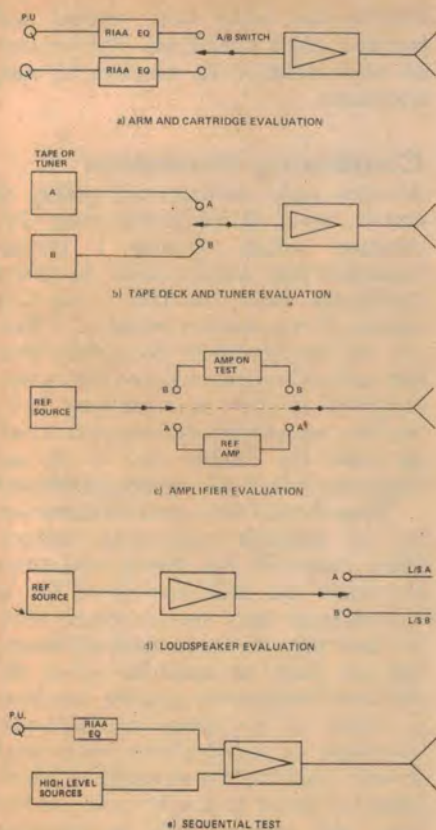 P.U
RIAA EQ
A/B SWITCH
RIAA EQ
a) ARM AND CARTRIDGE EVALUATION
TAPE OR
TUNER
A
A
B
B
b) TAPE DECK AND TUNER EVALUATION
AMP ON
TEST
B
B
REF
SOURCE
A
A
REF
AMP
c) AMPLIFIER EVALUATION
REF
SOURCE
A
L/S A
B
L/S B
d) LOUDSPEAKER EVALUATION
P.U.
RIAA
EQ
HIGH LEVEL
SOURCES
e) SEQUENTIAL TEST